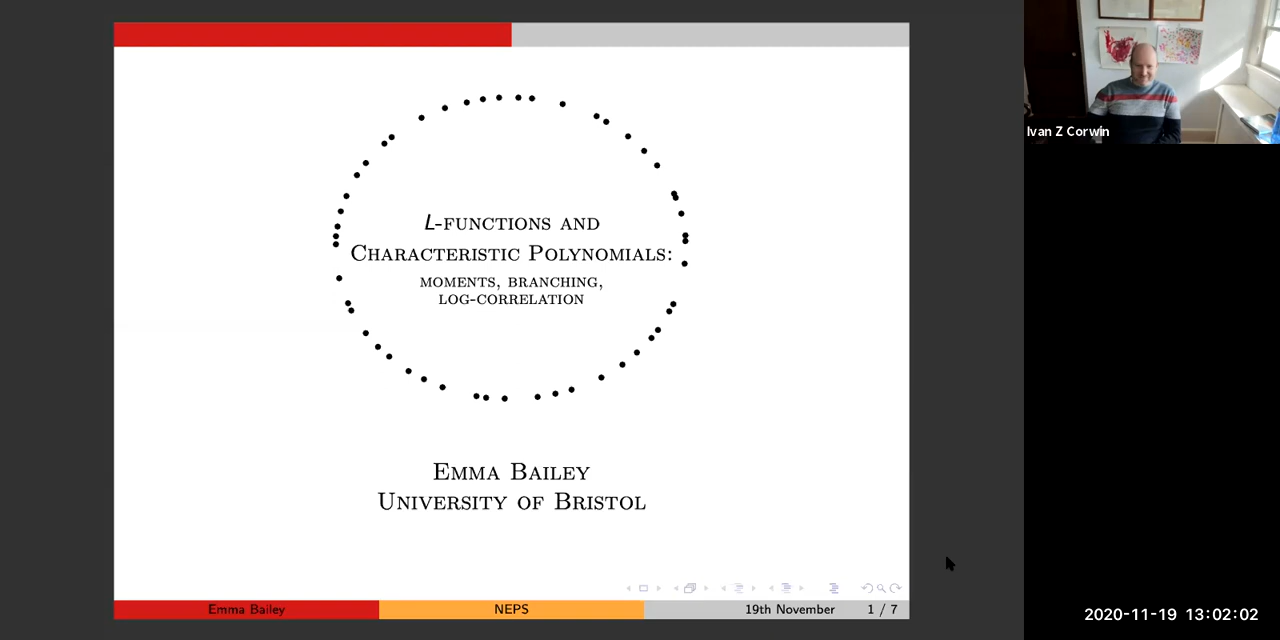 L-FUNCTIONS AND
CHARACTERISTIC POLYNOMIALS:
MOMENTS, BRANCHING,
LOG-CORRELATION
EMMA BAILEY
UNIVERSITY OF BRISTOL
Emma Bailey NEPS 19th November 1 / 7
Ivan Z Corwin
2020-11-19 13:02:02